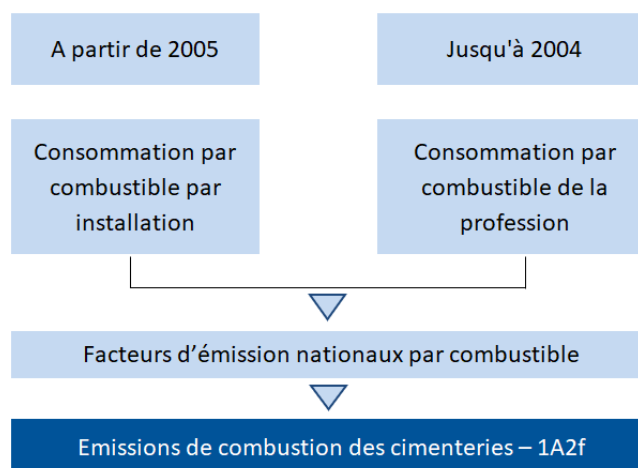 A partir de 2005
Jusqu'à 2004
Consommation par
combustible par
installation
Consommation par
combustible de la
profession
Facteurs d’émission nationaux par combustible
Emissions de combustion des cimenteries – 1A2f